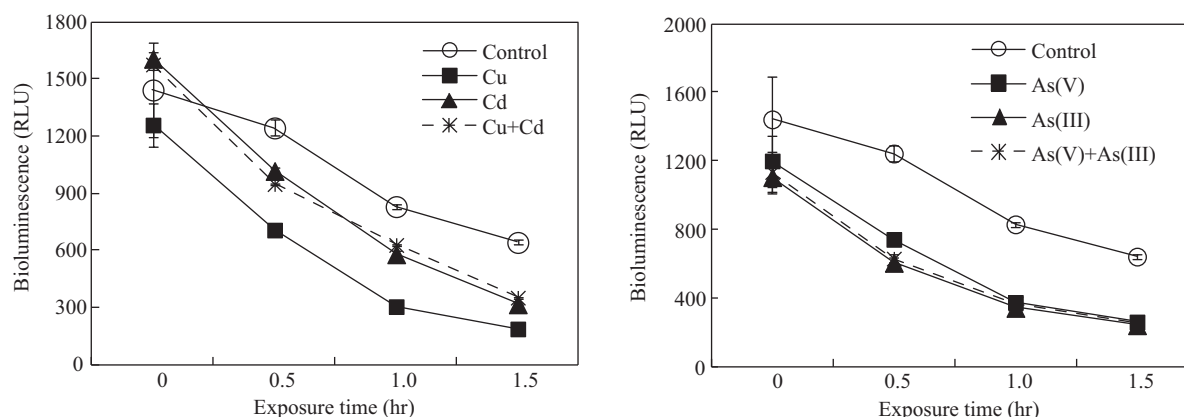 1800
1500
1200
900
600
300
0
Bioluminescence (RLU)
Control
Cu
Cd
Cu+Cd
0 0.5 1.0 1.5
Exposure time (hr)
2000
1600
1200
800
400
0
Bioluminescence (RLU)
Control
As(V)
As(III)
As(V)+As(III)
0 0.5 1.0 1.5
Exposure time (hr)